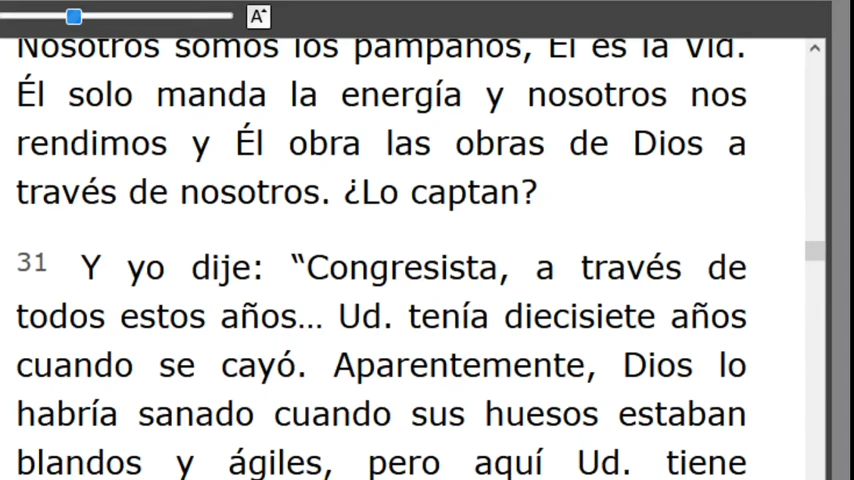 A
Nosotros somos los pámpanos, Él es la Vid.
Él solo manda la energía y nosotros nos
rendimos y Él obra las obras de Dios a
través de nosotros. ¿Lo captan?
31 Y yo dije: “Congresista, a través de
todos estos años… Ud. tenía diecisiete años
cuando se cayó. Aparentemente, Dios lo
habría sanado cuando sus huesos estaban
blandos y ágiles, pero aquí Ud. tiene